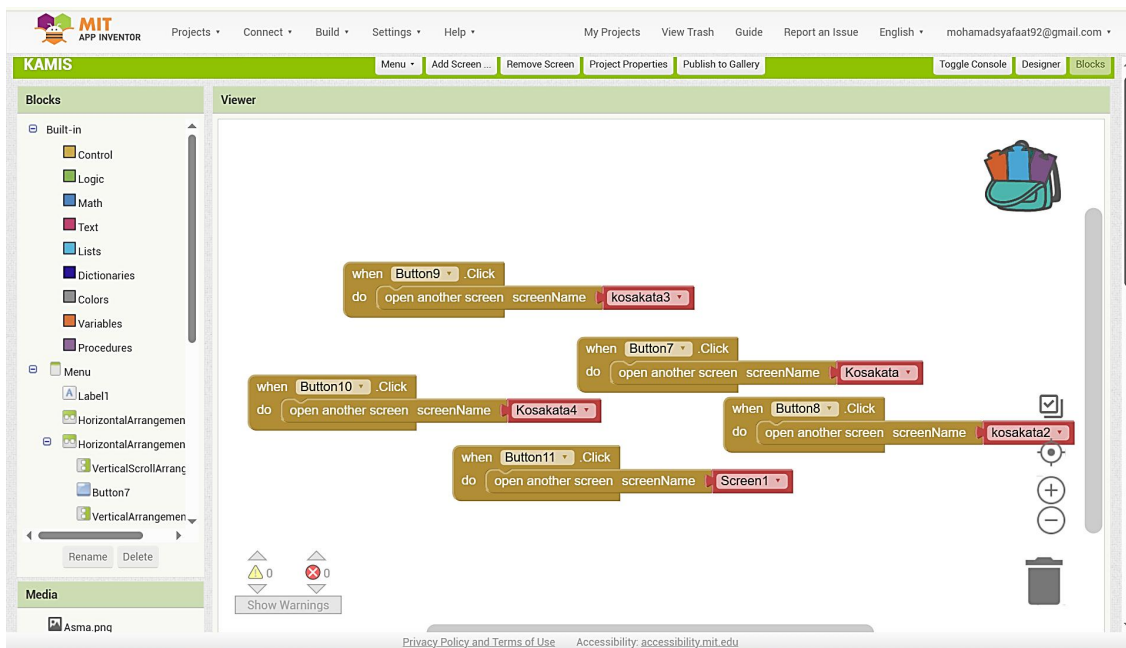 MIT
APP INVENTOR
Projects
Connect
Build
Settings
Help
My Projects
View Trash
Guide
Report an Issue
English
mohamadsyafaat92@gmail.com
KAMIS
Menu
Add Screen ...
Remove Screen
Project Properties
Publish to Gallery
Toggle Console
Designer
Blocks
Blocks
Built-in
Control
Logic
Math
Text
Lists
Dictionaries
Colors
Variables
Procedures
Menu
A Label1
HorizontalArrangemen
HorizontalArrangemen
VerticalScrollArrang
Button7
VerticalArrangemen
Rename
Delete
Media
Asma.png
Viewer
when Button9 .Click
do open another screen screenName kosakata3
when Button7 .Click
do open another screen screenName Kosakata
when Button10 .Click
do open another screen screenName Kosakata4
when Button8 .Click
do open another screen screenName kosakata2
when Button11 .Click
do open another screen screenName Screen1
0
0
Show Warnings
Privacy Policy and Terms of Use
Accessibility: accessibility.mit.edu